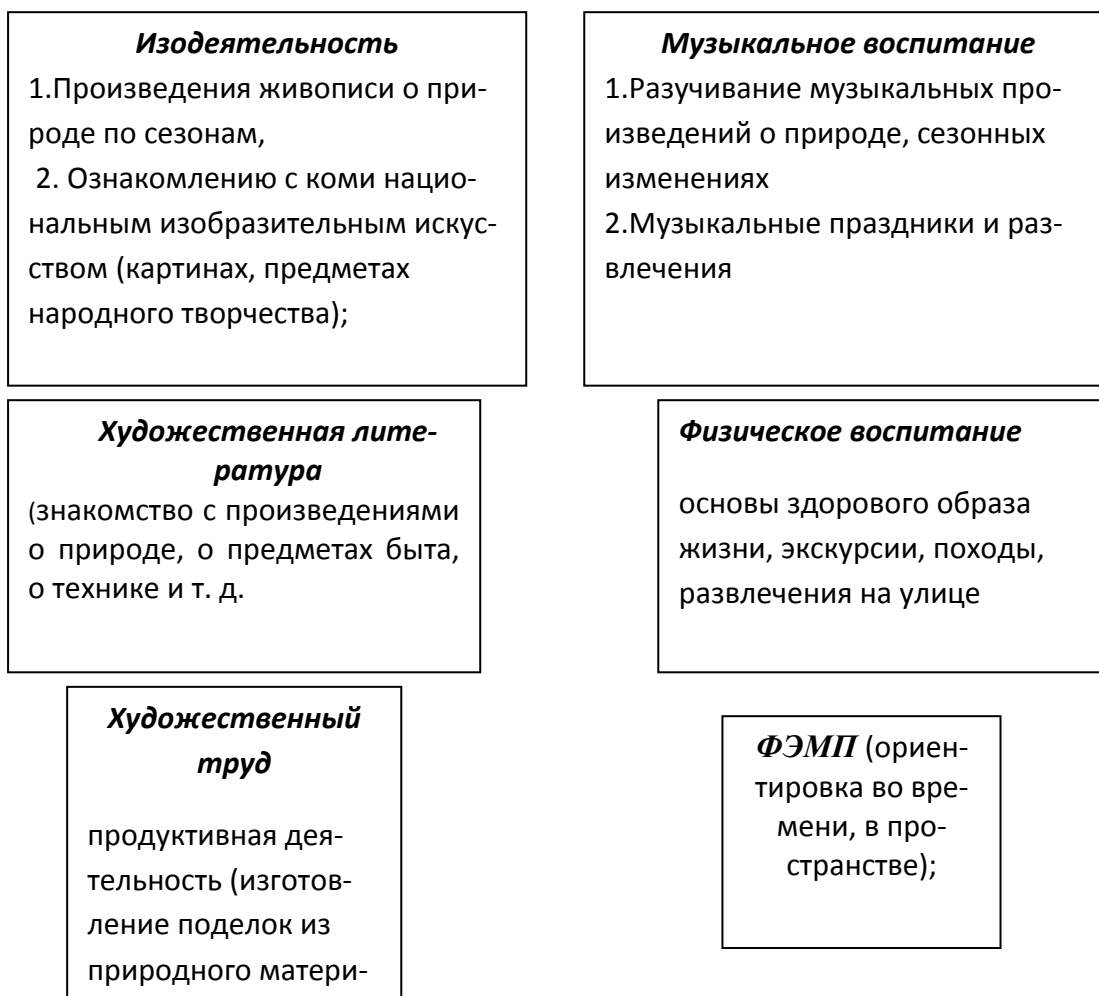 Изодеятельность
1.Произведения живописи о при-
роде по сезонам,
2. Ознакомлению с коми нацио-
нальным изобразительным искус-
ством (картинах, предметах
народного творчества);
Музыкальное воспитание
1.Разучивание музыкальных про-
изведений о природе, сезонных
изменениях
2.Музыкальные праздники и раз-
влечения
Художественная лите-
ратура
(знакомство с произведениями
о природе, о предметах быта,
о технике и т. д.
Физическое воспитание
основы здорового образа
жизни, экскурсии, походы,
развлечения на улице
Художественный
труд
продуктивная дея-
тельность (изготов-
ление поделок из
природного матери-
ФЭМП (ориен-
тировка во вре-
мени, в про-
странстве);